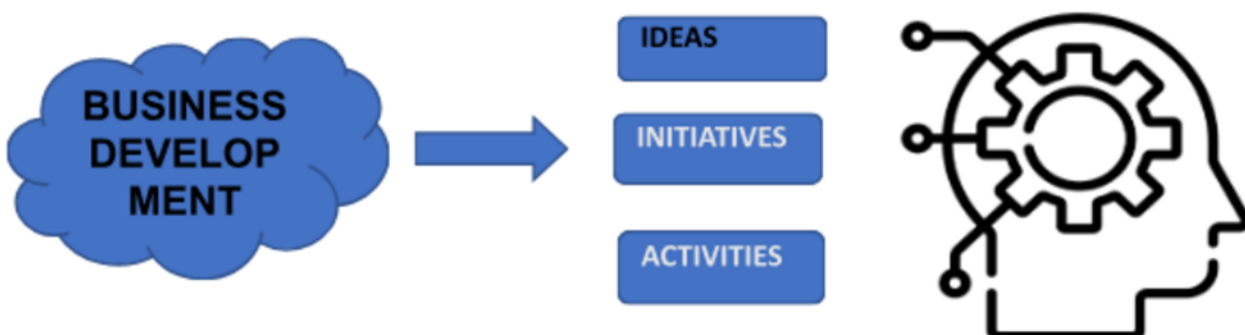 BUSINESS
DEVELOP
MENT
IDEAS
INITIATIVES
ACTIVITIES